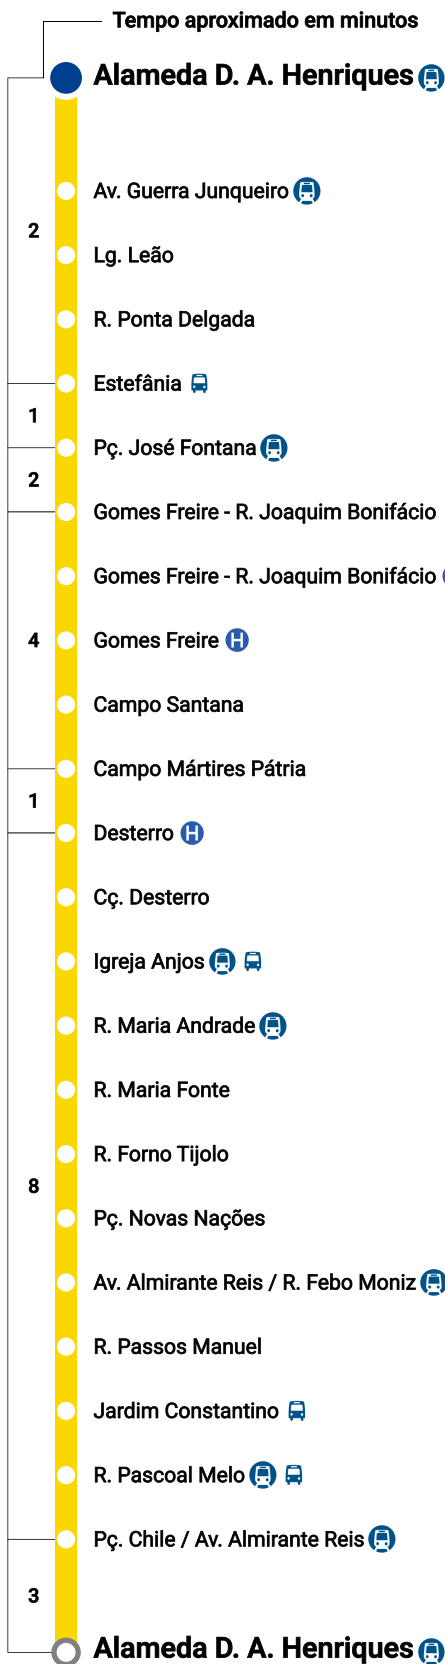 Tempo aproximado em minutos
Alameda D. A. Henriques
Av. Guerra Junqueiro
2
Lg. Leão
R. Ponta Delgada
Estefânia
1
Pç. José Fontana
2
Gomes Freire - R. Joaquim Bonifácio
Gomes Freire - R. Joaquim Bonifácio
4
Gomes Freire H
Campo Santana
Campo Mártires Pátria
1
Desterro H
Cç. Desterro
Igreja Anjos
R. Maria Andrade
R. Maria Fonte
R. Forno Tijolo
8
Pç. Novas Nações
Av. Almirante Reis / R. Febo Moniz
R. Passos Manuel
Jardim Constantino
R. Pascoal Melo
Pç. Chile / Av. Almirante Reis
3
Alameda D. A. Henriques